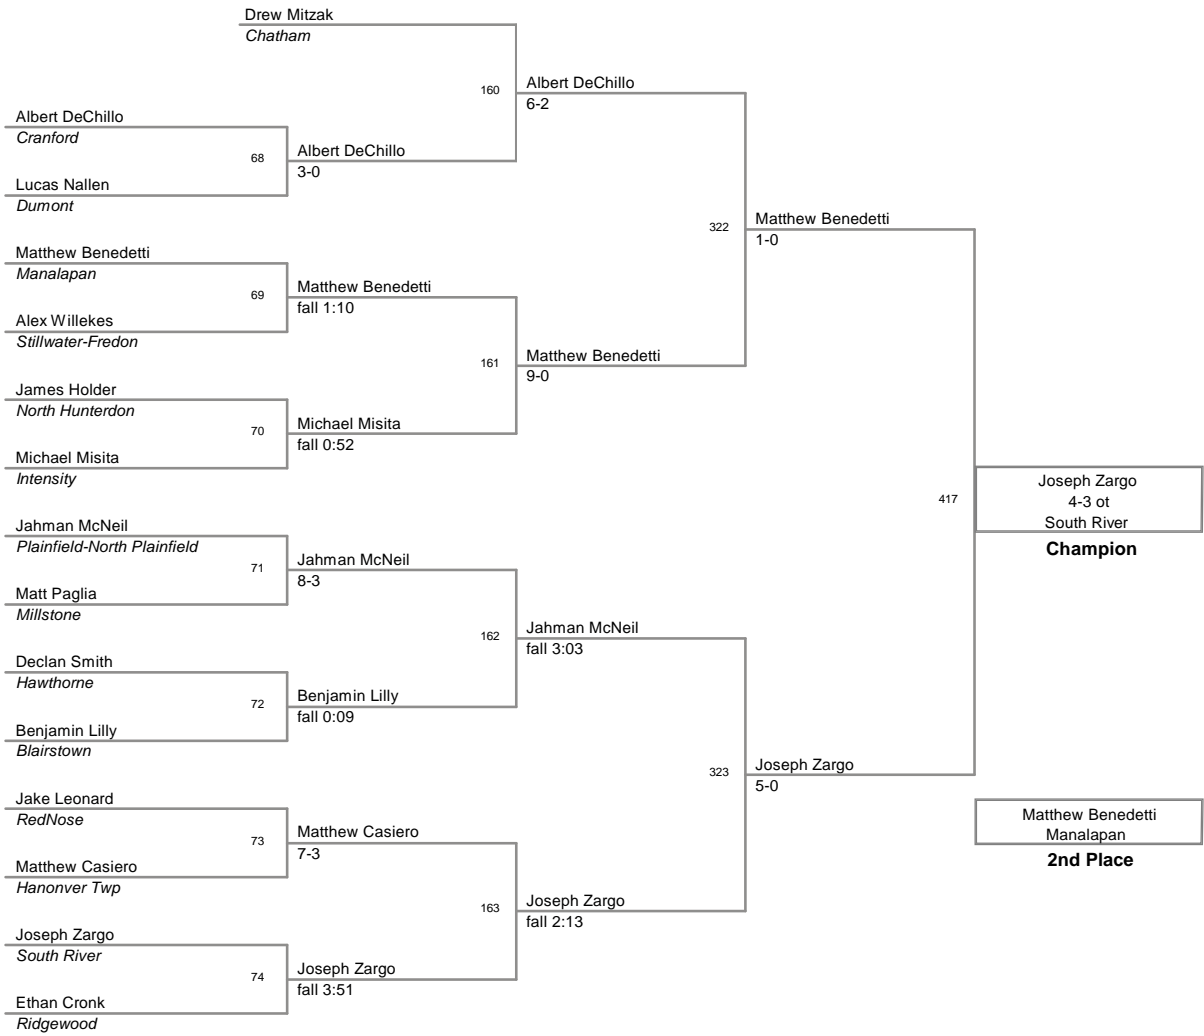 Drew Mitzak
Chatham
160
Albert DeChillo
6-2
Albert DeChillo
Cranford
68
Albert DeChillo
3-0
Lucas Nallen
Dumont
322
Matthew Benedetti
1-0
Matthew Benedetti
Manalapan
69
Matthew Benedetti
fall 1:10
Alex Willekes
Stillwater-Fredon
161
Matthew Benedetti
9-0
James Holder
North Hunterdon
70
Michael Misita
fall 0:52
Michael Misita
Intensity
417
Joseph Zargo
4-3 ot
South River
Champion
Jahman McNeil
Plainfield-North Plainfield
71
Jahman McNeil
8-3
Matt Paglia
Millstone
162
Jahman McNeil
fall 3:03
Declan Smith
Hawthorne
72
Benjamin Lilly
fall 0:09
Benjamin Lilly
Blairstown
323
Joseph Zargo
5-0
Jake Leonard
RedNose
73
Matthew Casiero
7-3
Matthew Benedetti
Manalapan
2nd Place
Matthew Casiero
Hanonver Twp
163
Joseph Zargo
fall 2:13
Joseph Zargo
South River
74
Joseph Zargo
fall 3:51
Ethan Cronk
Ridgewood